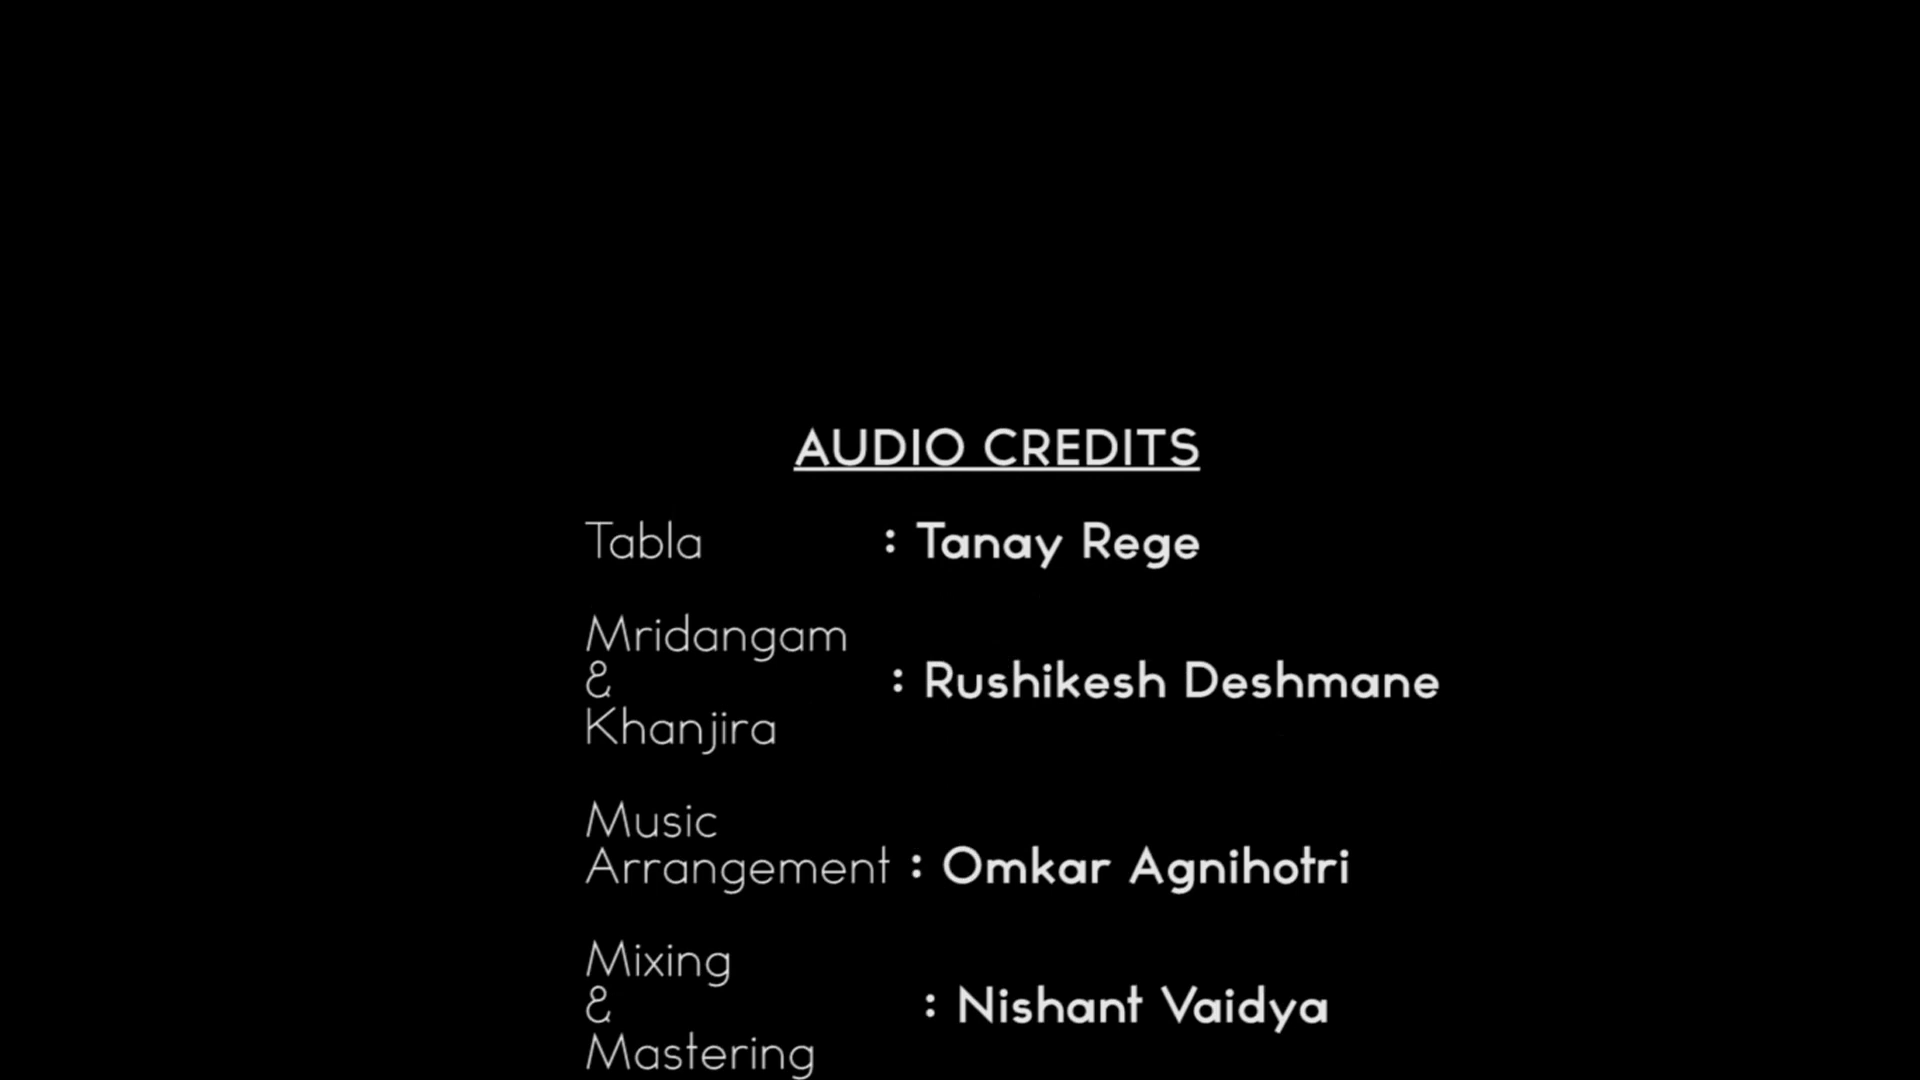 AUDIO CREDITS
Tabla : Tanay Rege
Mridangam
& : Rushikesh Deshmane
Khanjira
Music
Arrangement : Omkar Agnihotri
Mixing
& : Nishant Vaidya
Mastering